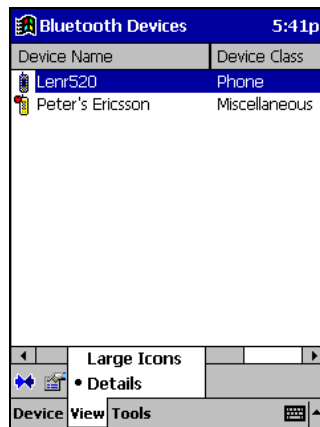 Bluetooth Devices 5:41p
Device Name Device Class
Lenr520 Phone
Peter's Ericsson Miscellaneous
Large Icons
• Details
Device View Tools